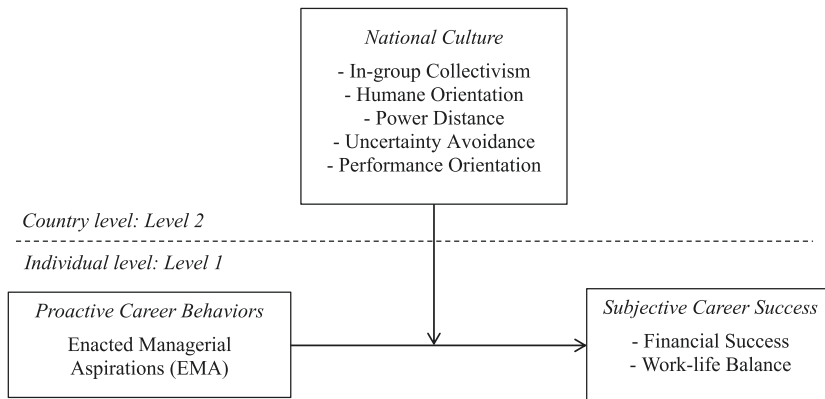 National Culture
- In-group Collectivism
- Humane Orientation
- Power Distance
- Uncertainty Avoidance
- Performance Orientation
Country level: Level 2
Individual level: Level 1
Proactive Career Behaviors
Enacted Managerial
Aspirations (EMA)
Subjective Career Success
- Financial Success
- Work-life Balance